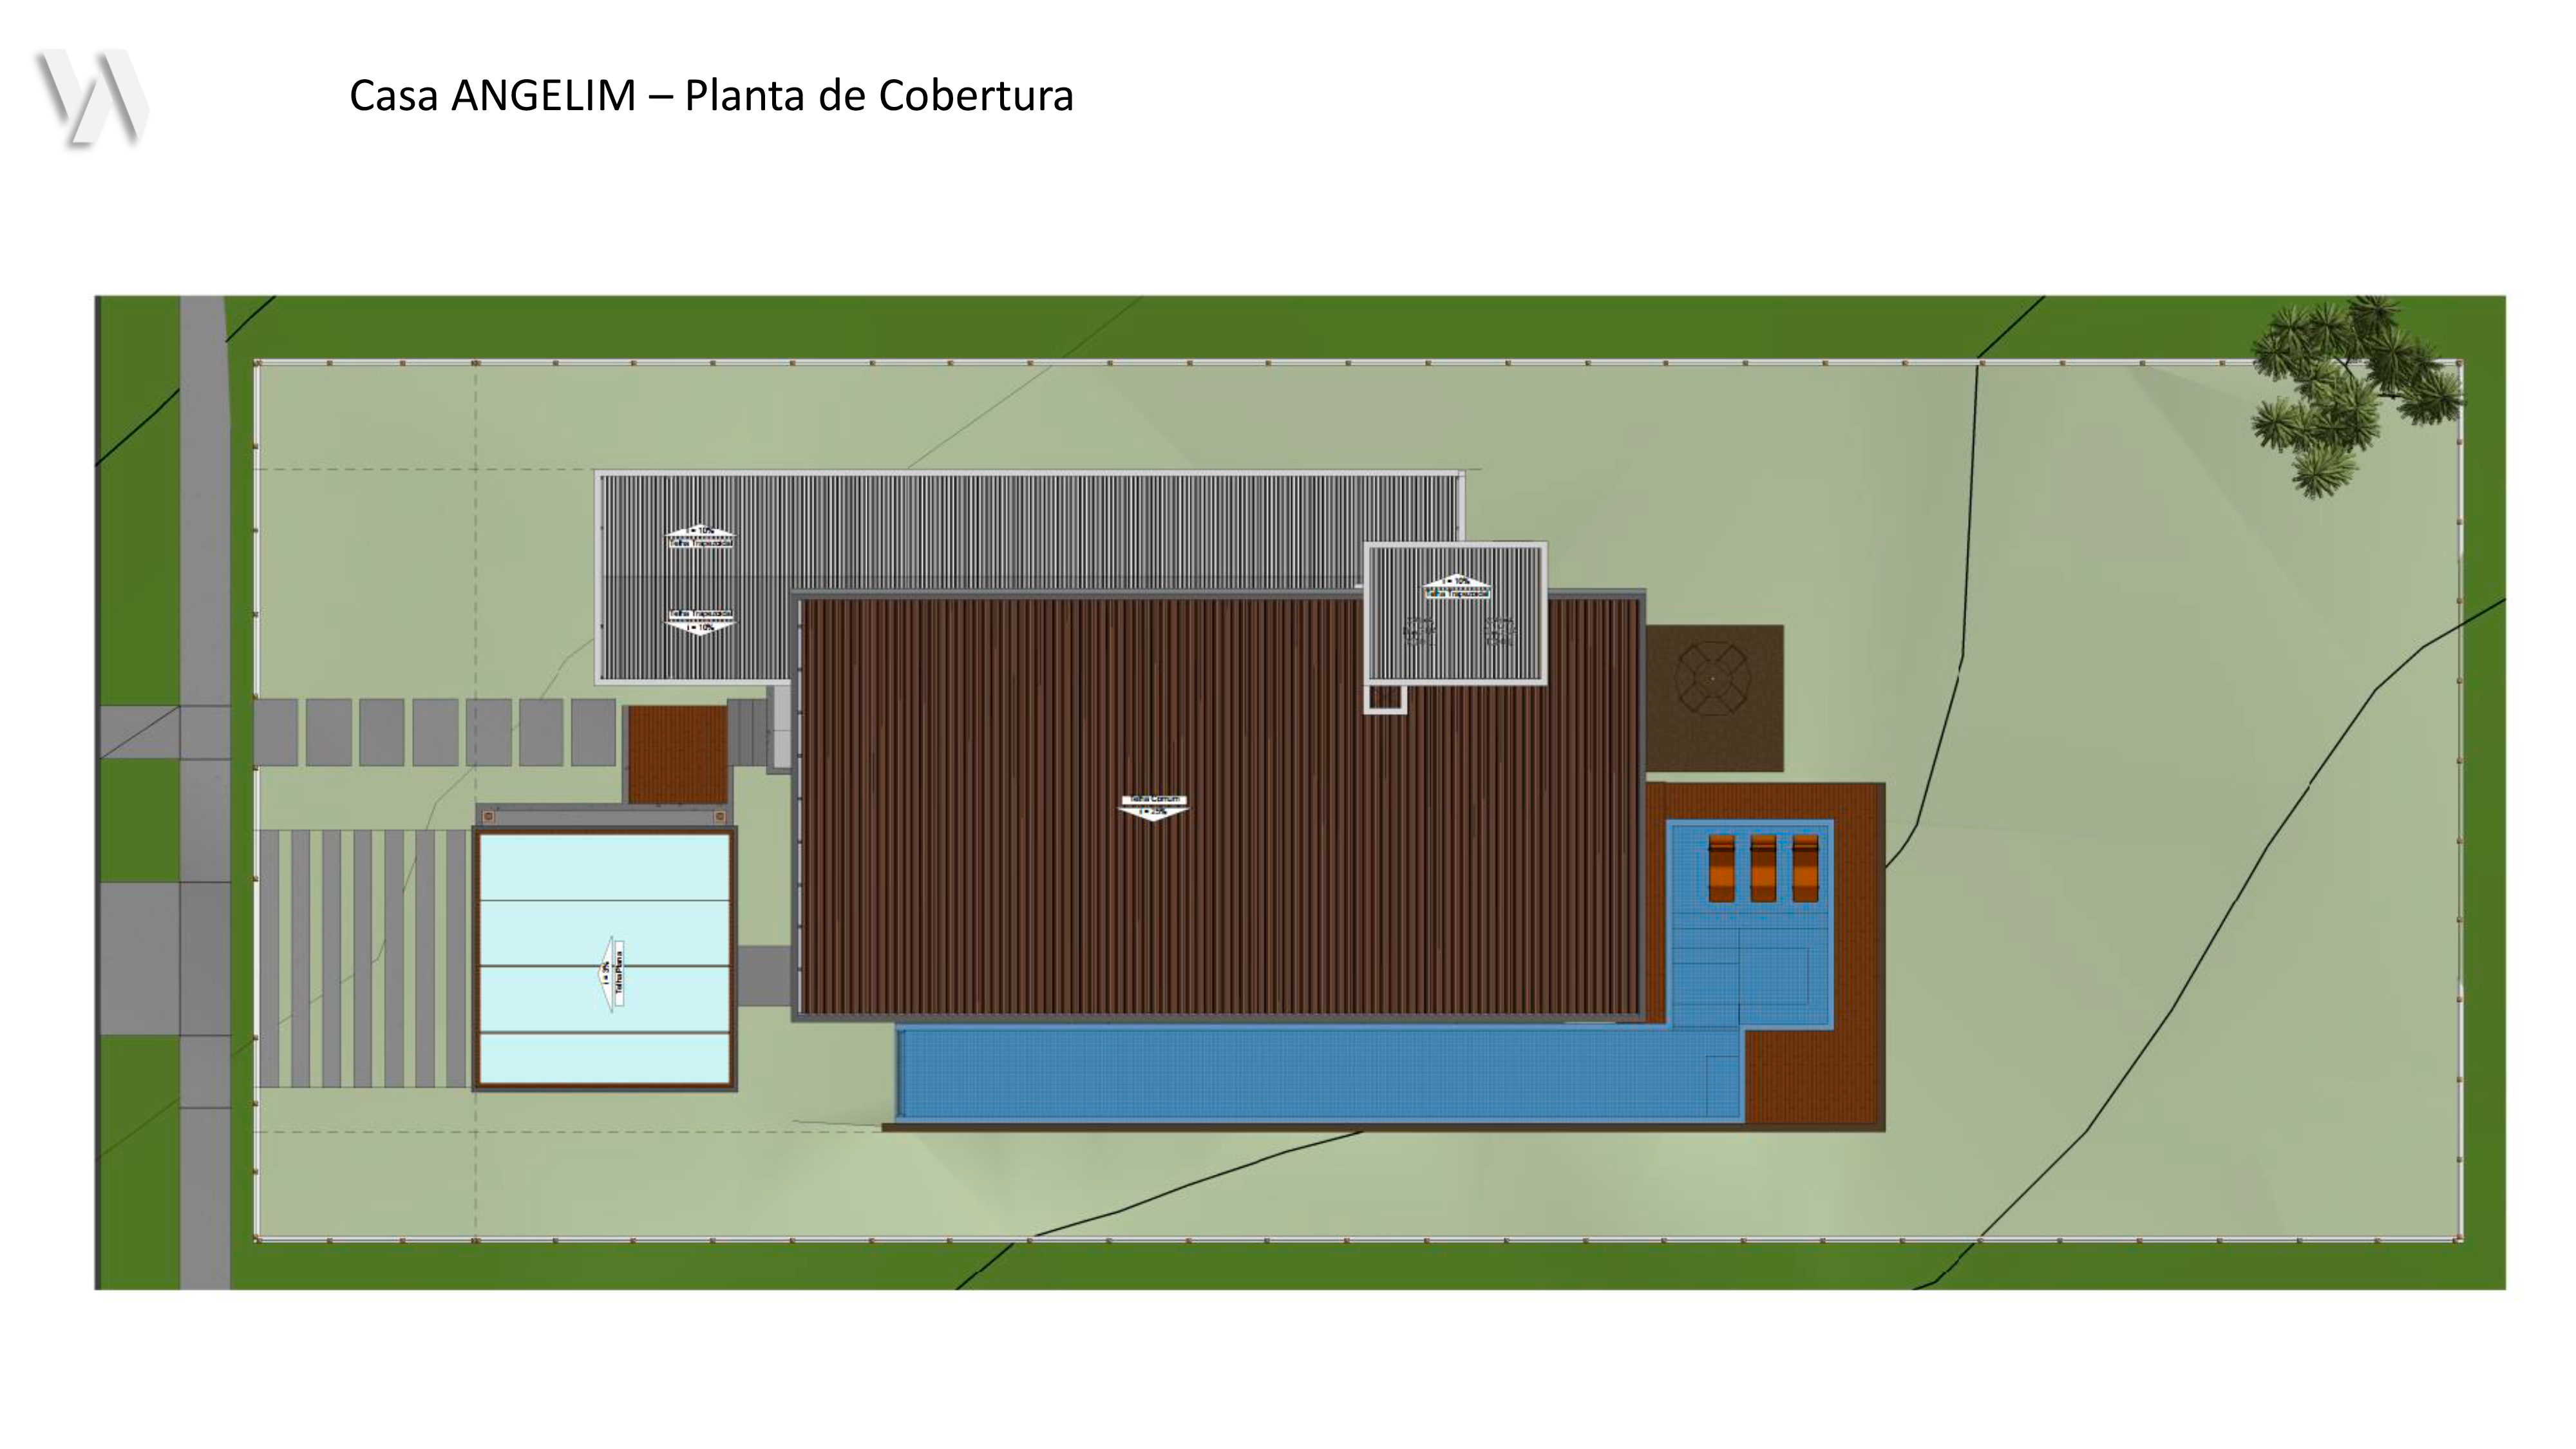 Casa ANGELIM – Planta de Cobertura
i = 10%
Telha Trapezoidal
i = 10%
Telha Trapezoidal
Telha Trapezoidal
i = 10%
Telha Comum
i = 25%
i = 5%
Telha Plana